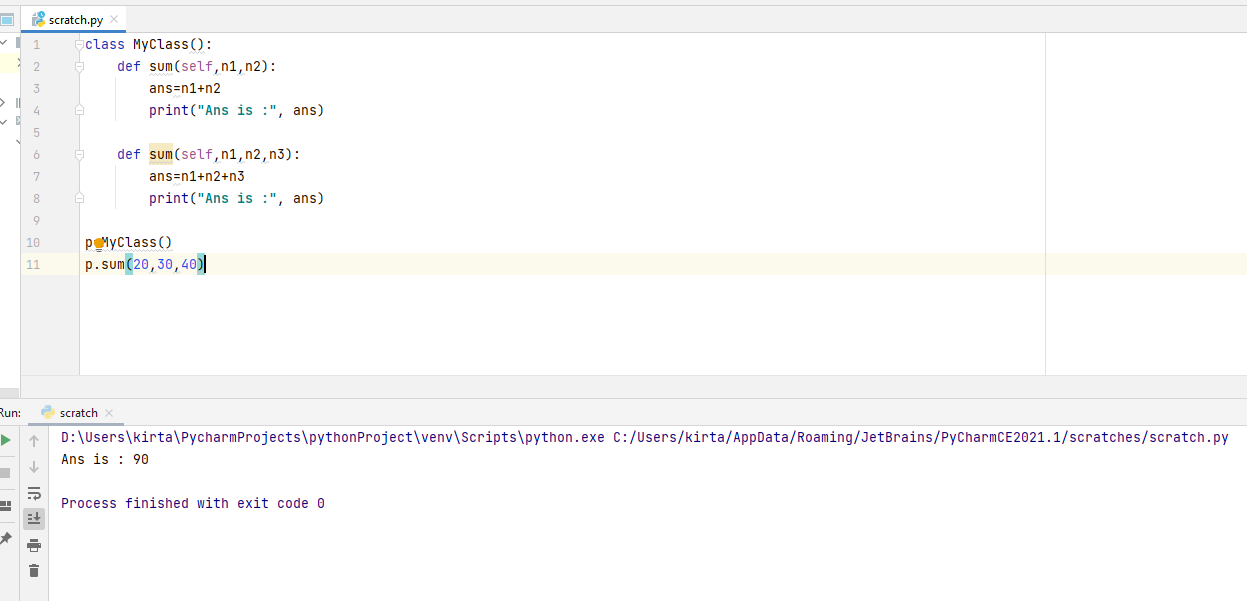 scratch.py
1 class MyClass():
2 def sum(self,n1,n2):
3 ans=n1+n2
4 print("Ans is :", ans)
5
6 def sum(self,n1,n2,n3):
7 ans=n1+n2+n3
8 print("Ans is :", ans)
9
10 p MyClass()
11 p.sum(20,30,40)
Run: scratch
D:\Users\kirta\PycharmProjects\pythonProject\venv\Scripts\python.exe C:/Users/kirta/AppData/Roaming/JetBrains/PyCharmCE2021.1/scratches/scratch.py
Ans is : 90
Process finished with exit code 0